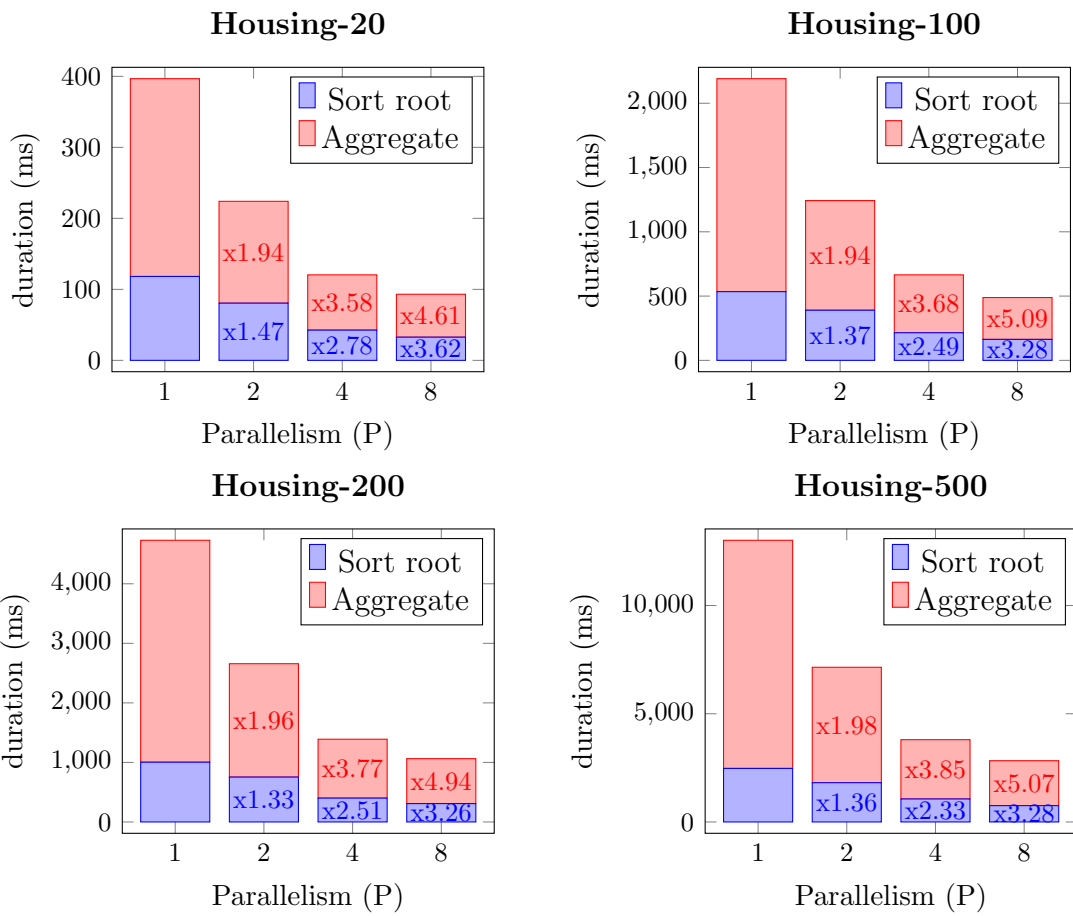 Housing-20
duration (ms)
400
300
200
100
0
Sort root
Aggregate
x1.94
x3.58
x4.61
x1.47
x2.78
x3.62
1 2 4 8
Parallelism (P)
Housing-100
duration (ms)
2,000
1,500
1,000
500
0
Sort root
Aggregate
x1.94
x3.68
x5.09
x1.37
x2.49
x3.28
1 2 4 8
Parallelism (P)
Housing-200
duration (ms)
4,000
3,000
2,000
1,000
0
Sort root
Aggregate
x1.96
x3.77
x4.94
x1.33
x2.51
x3.26
1 2 4 8
Parallelism (P)
Housing-500
duration (ms)
10,000
5,000
0
Sort root
Aggregate
x1.98
x3.85
x5.07
x1.36
x2.33
x3.28
1 2 4 8
Parallelism (P)